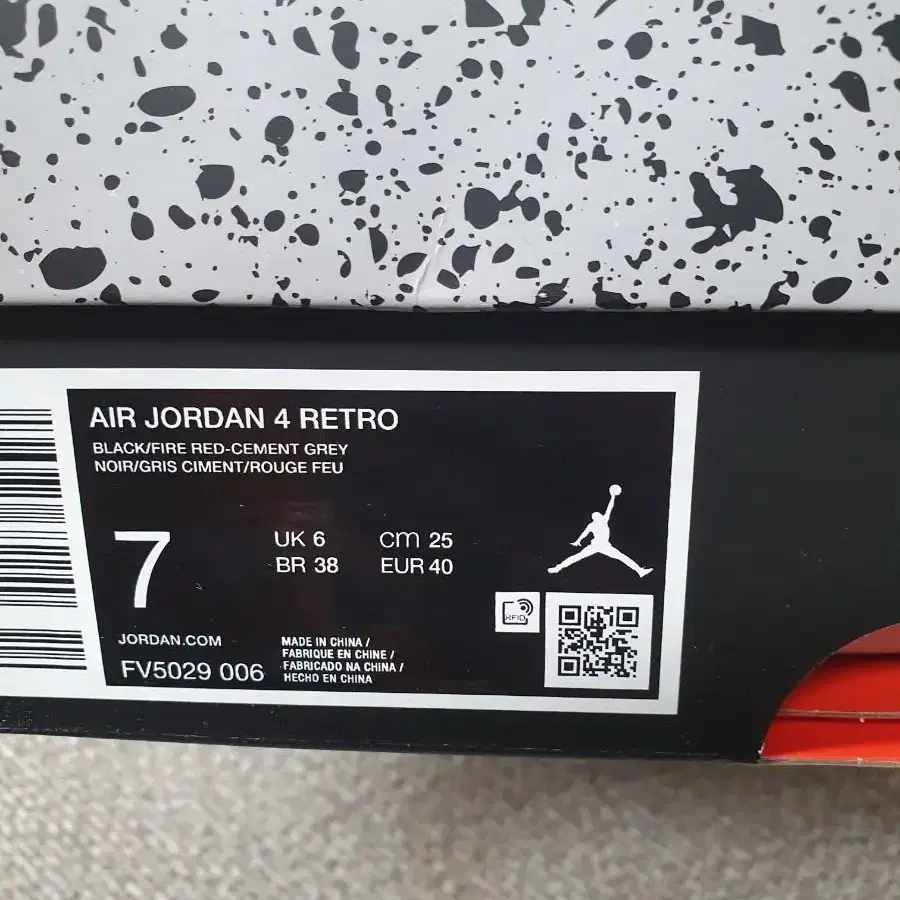 AIR JORDAN 4 RETRO
BLACK/FIRE RED-CEMENT GREY
NOIR/GRIS CIMENT/ROUGE FEU
7
UK 6 CM 25
BR 38 EUR 40
RFID
JORDAN.COM
FV5029 006
MADE IN CHINA /
FABRIQUE EN CHINE /
FABRICADO NA CHINA /
HECHO EN CHINA